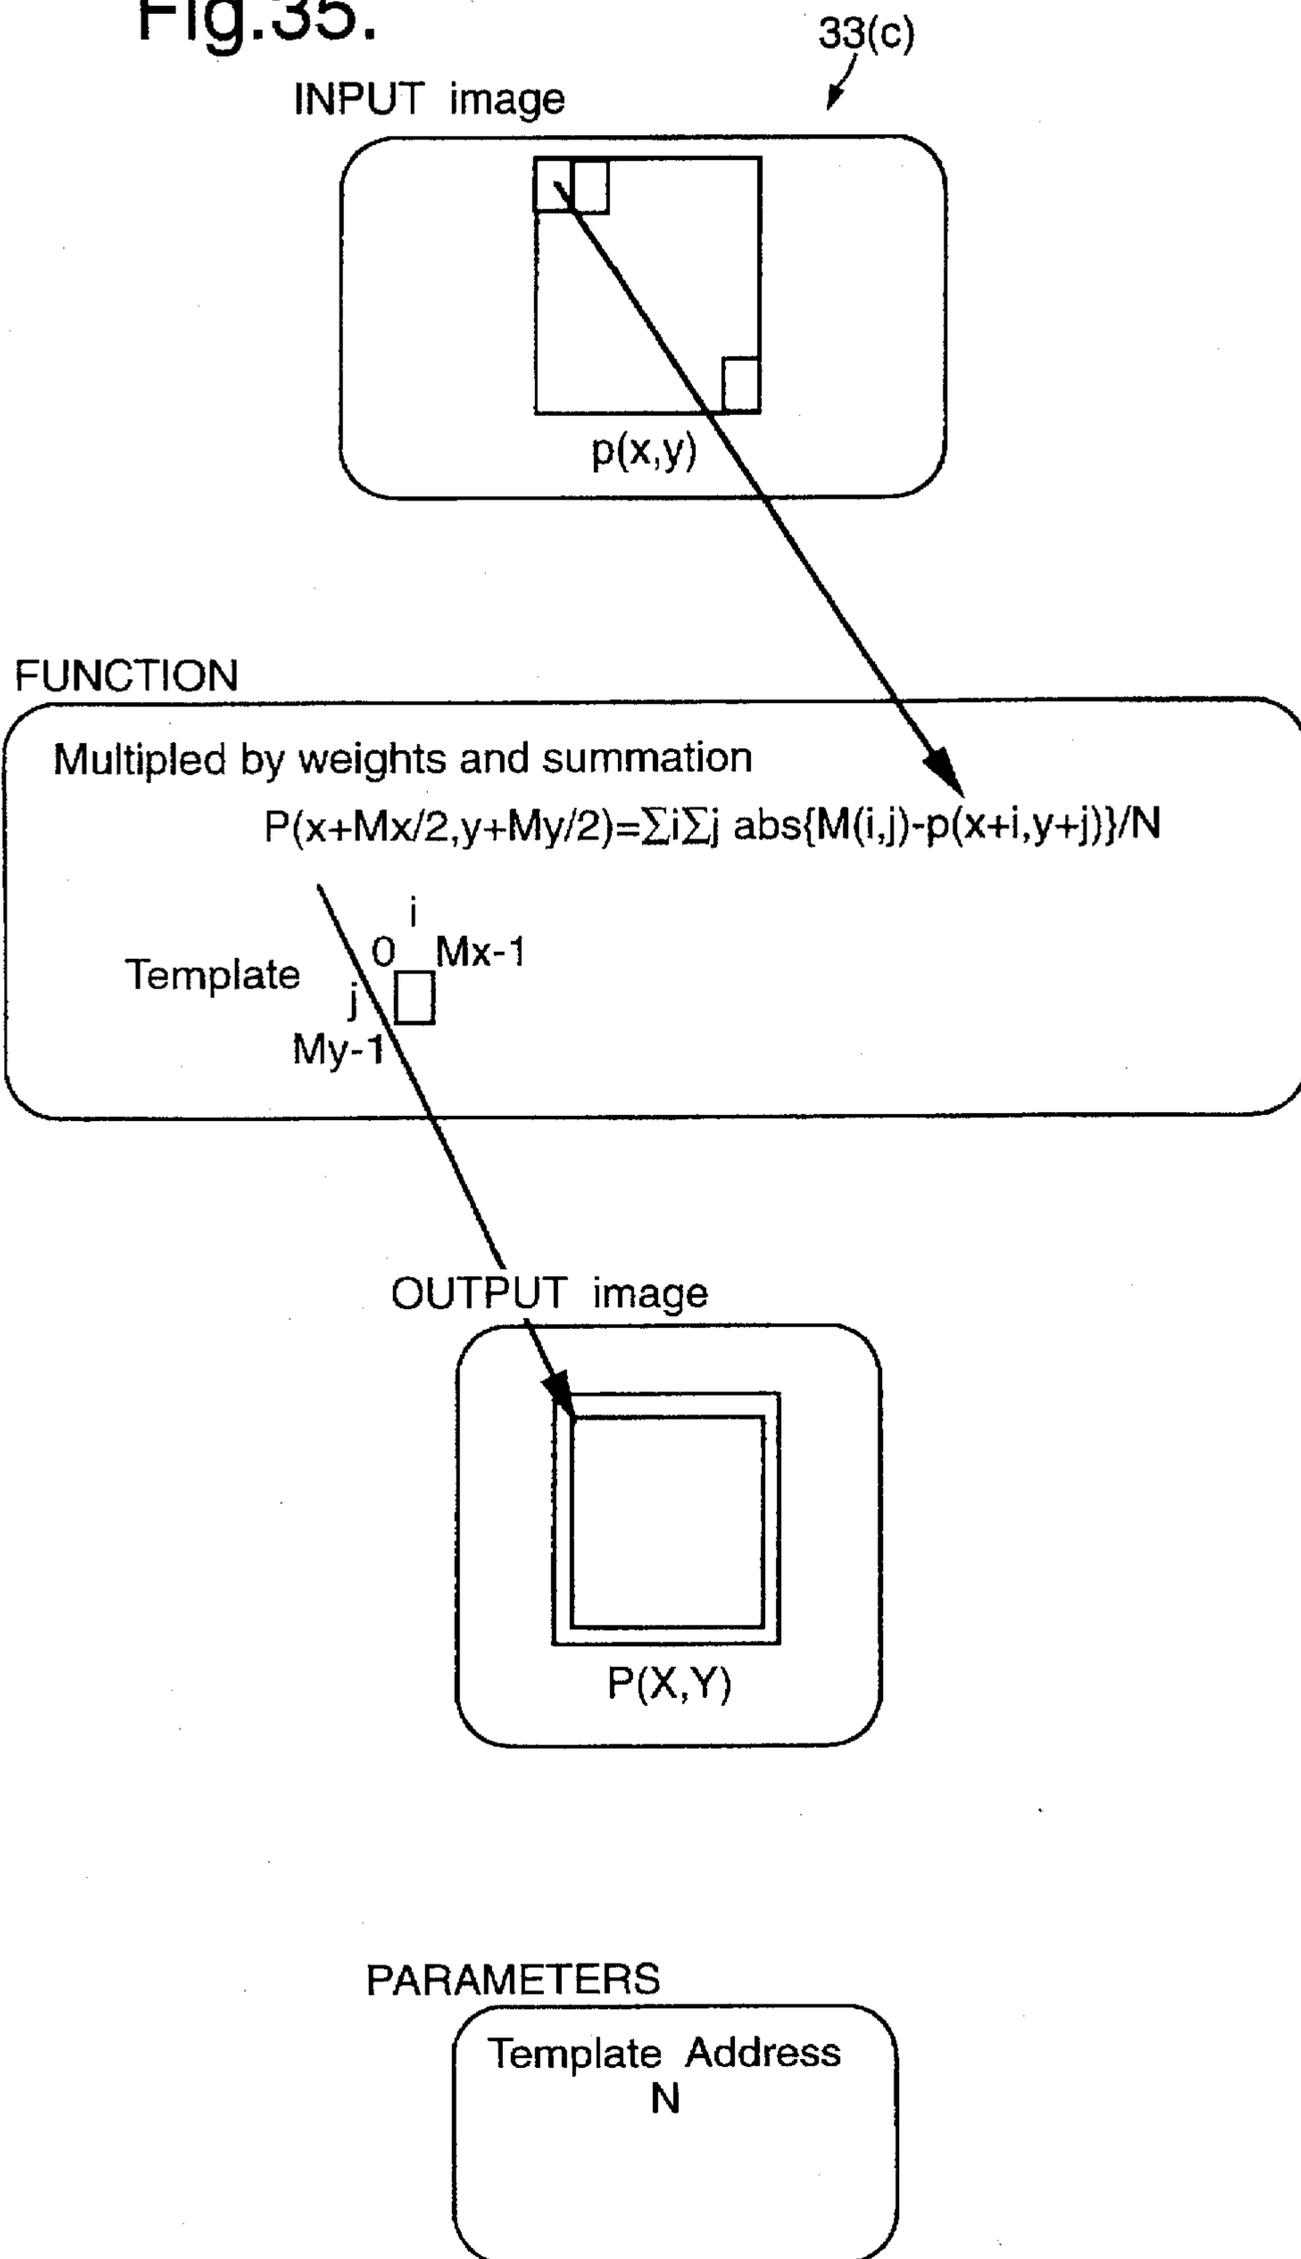 Fig.35.
33(c)
INPUT image
p(x,y)
FUNCTION
Multipled by weights and summation
P(x+Mx/2,y+My/2)=∑i∑j abs{M(i,j)-p(x+i,y+j)}/N
i
0 Mx-1
Template
j
My-1
OUTPUT image
P(X,Y)
PARAMETERS
Template Address
N